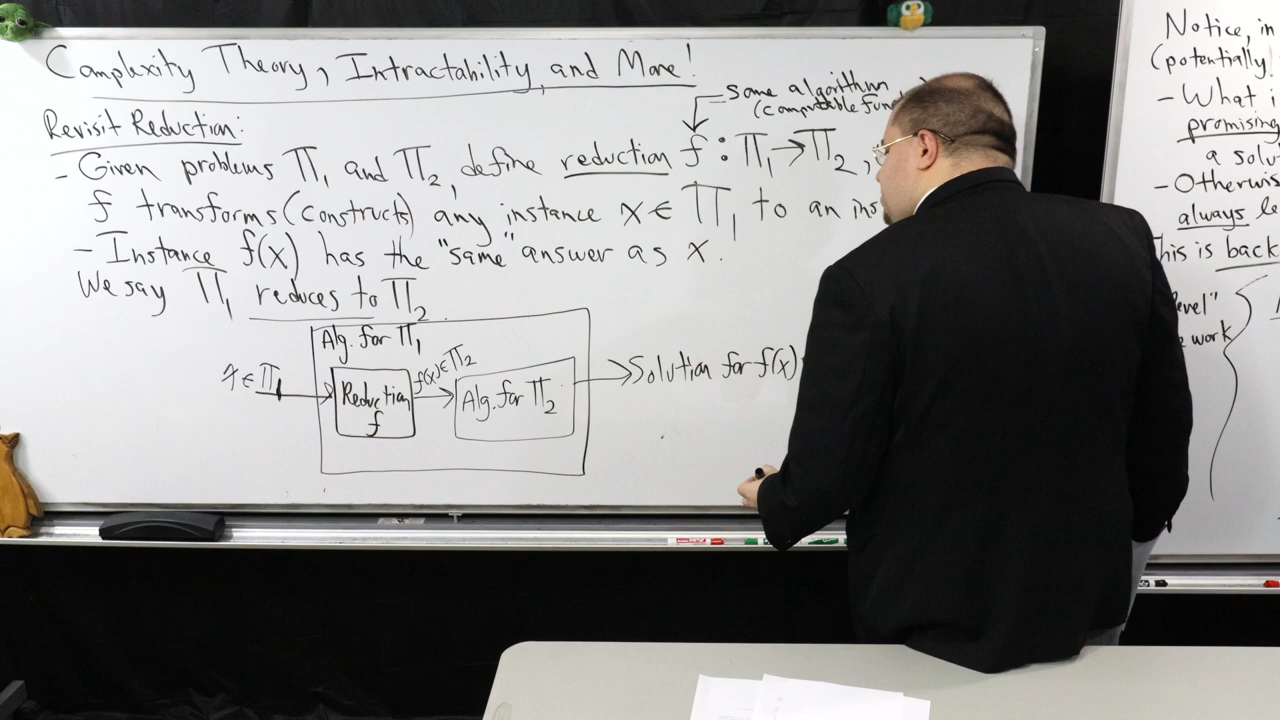 Complexity Theory, Intractability, and More!
some algorithm
(computable func
Revisit Reduction:
- Given problems Π₁ and Π₂, define reduction f : Π₁ → Π₂,
f transforms (constructs) any instance x ∈ Π₁ to an ins
- Instance f(x) has the "same" answer as x.
We say Π₁ reduces to Π₂.
Alg. for Π₁
x ∈ Π₁
Reduction
f
f(x) ∈ Π₂
Alg. for Π₂
Solution for f(x)
Notice, in
(potentially!
- What i
promising
a solu
- Otherwis
always le
This is back
level"
work